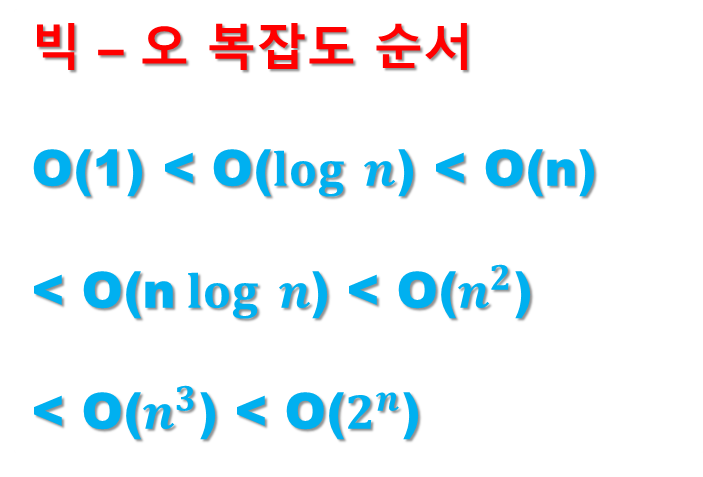 빅 – 오 복잡도 순서
O(1) < O(log n) < O(n)
< O(n log n) < O(n²)
< O(n³) < O(2ⁿ)